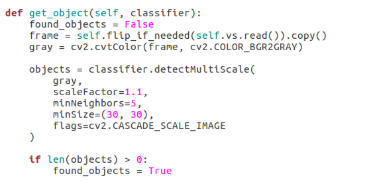 def get_object(self, classifier):
    found_objects = False
    frame = self.flip_if_needed(self.vs.read()).copy()
    gray = cv2.cvtColor(frame, cv2.COLOR_BGR2GRAY)

    objects = classifier.detectMultiScale(
        gray,
        scaleFactor=1.1,
        minNeighbors=5,
        minSize=(30, 30),
        flags=cv2.CASCADE_SCALE_IMAGE
    )

    if len(objects) > 0:
        found_objects = True